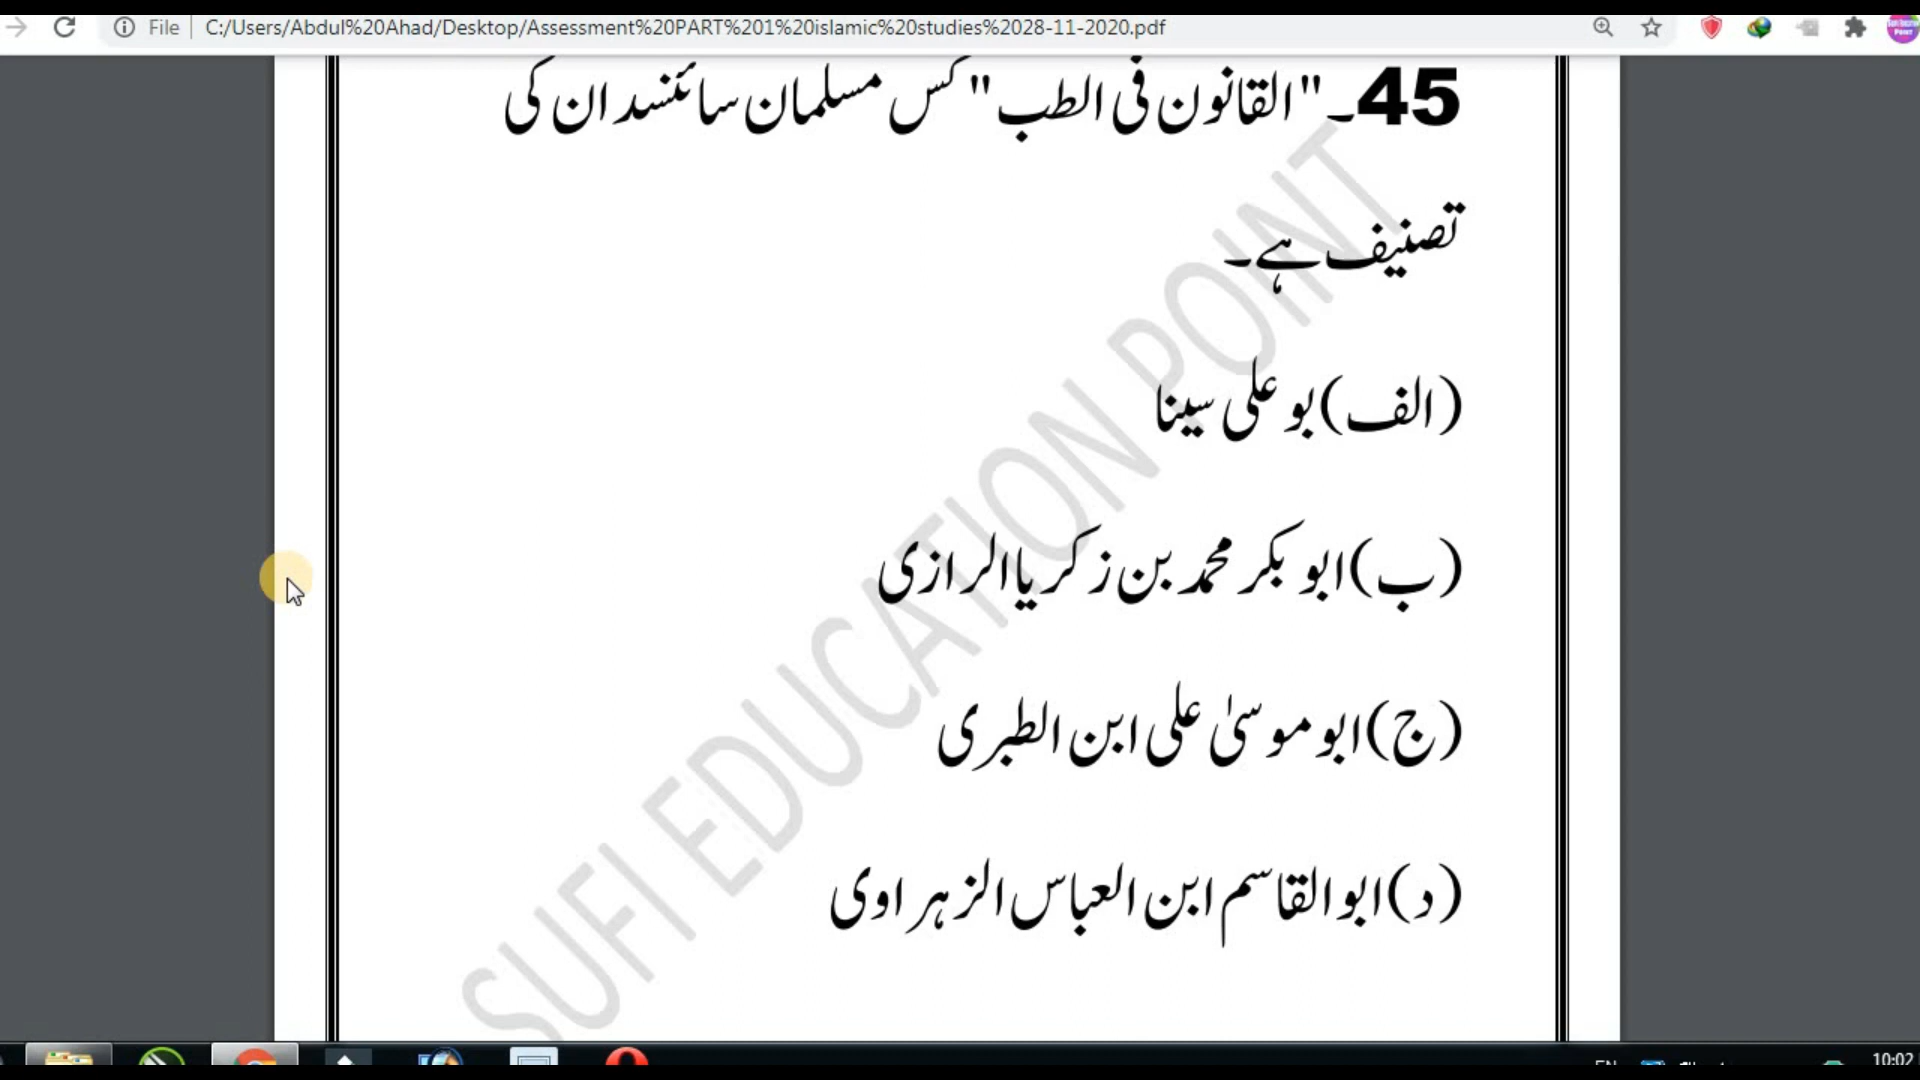 File | C:/Users/Abdul%20Ahad/Desktop/Assessment%20PART%201%20islamic%20studies%2028-11-2020.pdf
45۔"القانون فی الطب" کس مسلمان سائنسدان کی
تصنیف ہے۔
(الف)بو علی سینا
(ب)ابو بکر محمد بن زکریا الرازی
(ج)ابو موسیٰ علی ابن الطبری
(د)ابو القاسم ابن العباس الزہراوی
SUFI EDUCATION POINT
10:02